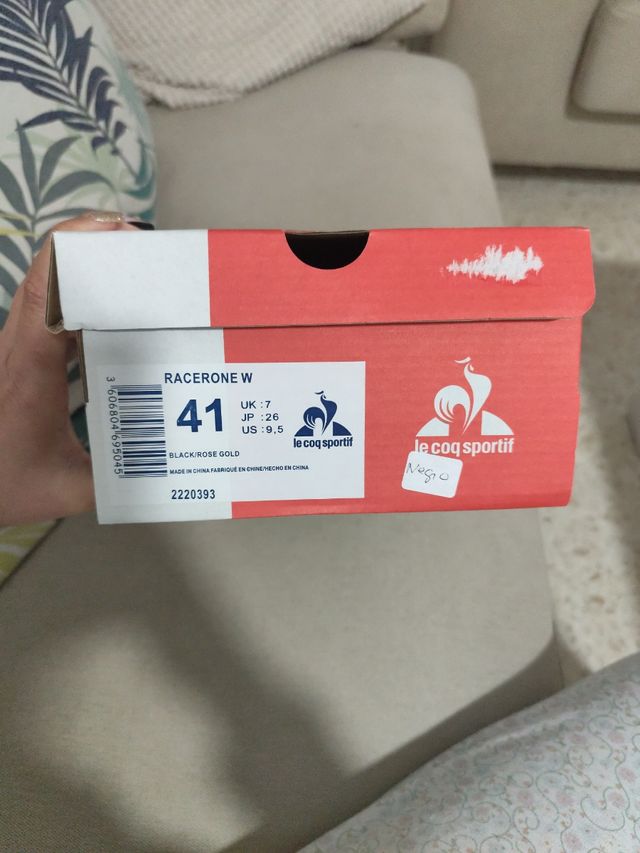 RACERONE W
41
UK : 7
JP : 26
US : 9,5
le coq sportif
BLACK/ROSE GOLD
MADE IN CHINA FABRIQUÉ EN CHINE/HECHO EN CHINA
2220393
3 606804 695045
le coq sportif
Negro